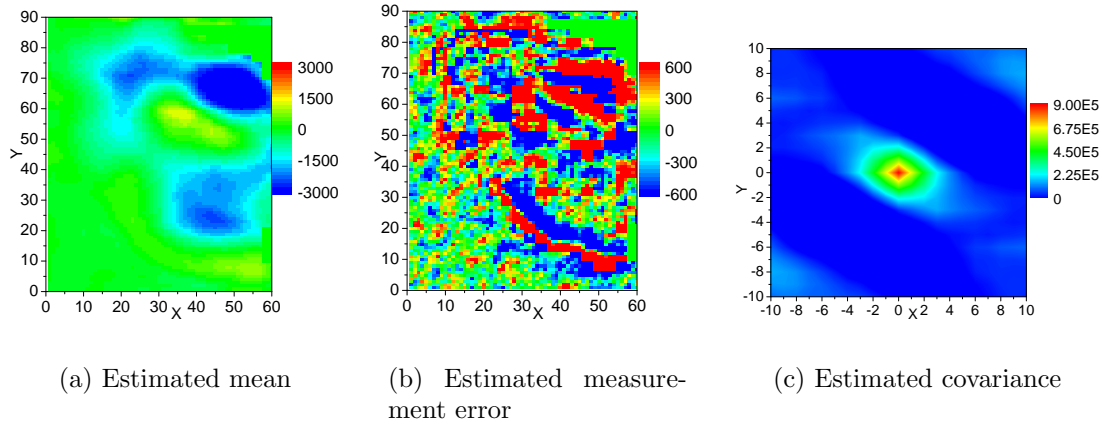 90
80
70
60
50
40
30
20
10
0
Y
0 10 20 30 40 50 60
X
3000
1500
0
-1500
-3000
90
80
70
60
50
40
30
20
10
0
Y
0 10 20 30 40 50 60
X
600
300
0
-300
-600
10
8
6
4
2
0
-2
-4
-6
-8
-10
Y
-10 -8 -6 -4 -2 0 2 4 6 8 10
X
9.00E5
6.75E5
4.50E5
2.25E5
0
(a) Estimated mean
(b) Estimated measure-
ment error
(c) Estimated covariance